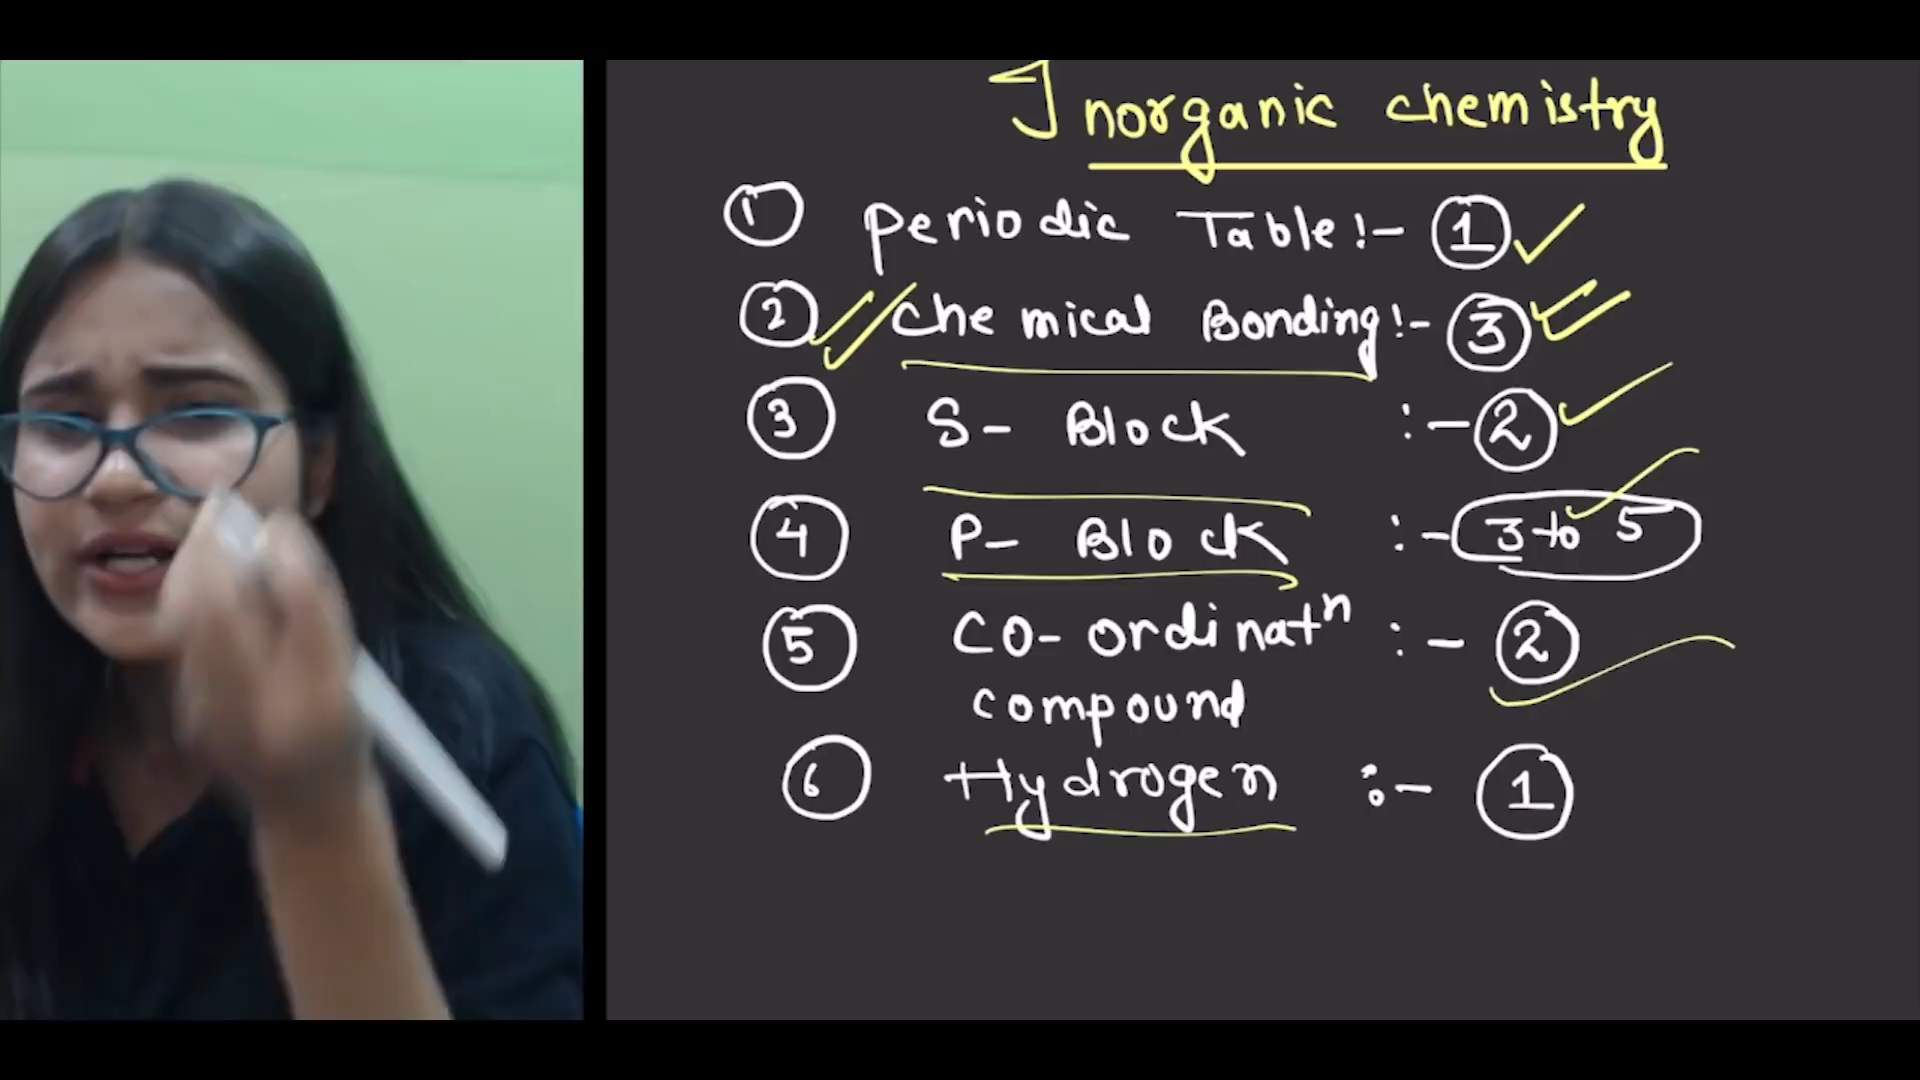 Inorganic chemistry
① Periodic Table :- ①
② Chemical Bonding :- ③
③ S- Block :- ②
④ P- Block :- 3 to 5
⑤ CO- ordinatⁿ :- ②
compound
⑥ Hydrogen :- ①